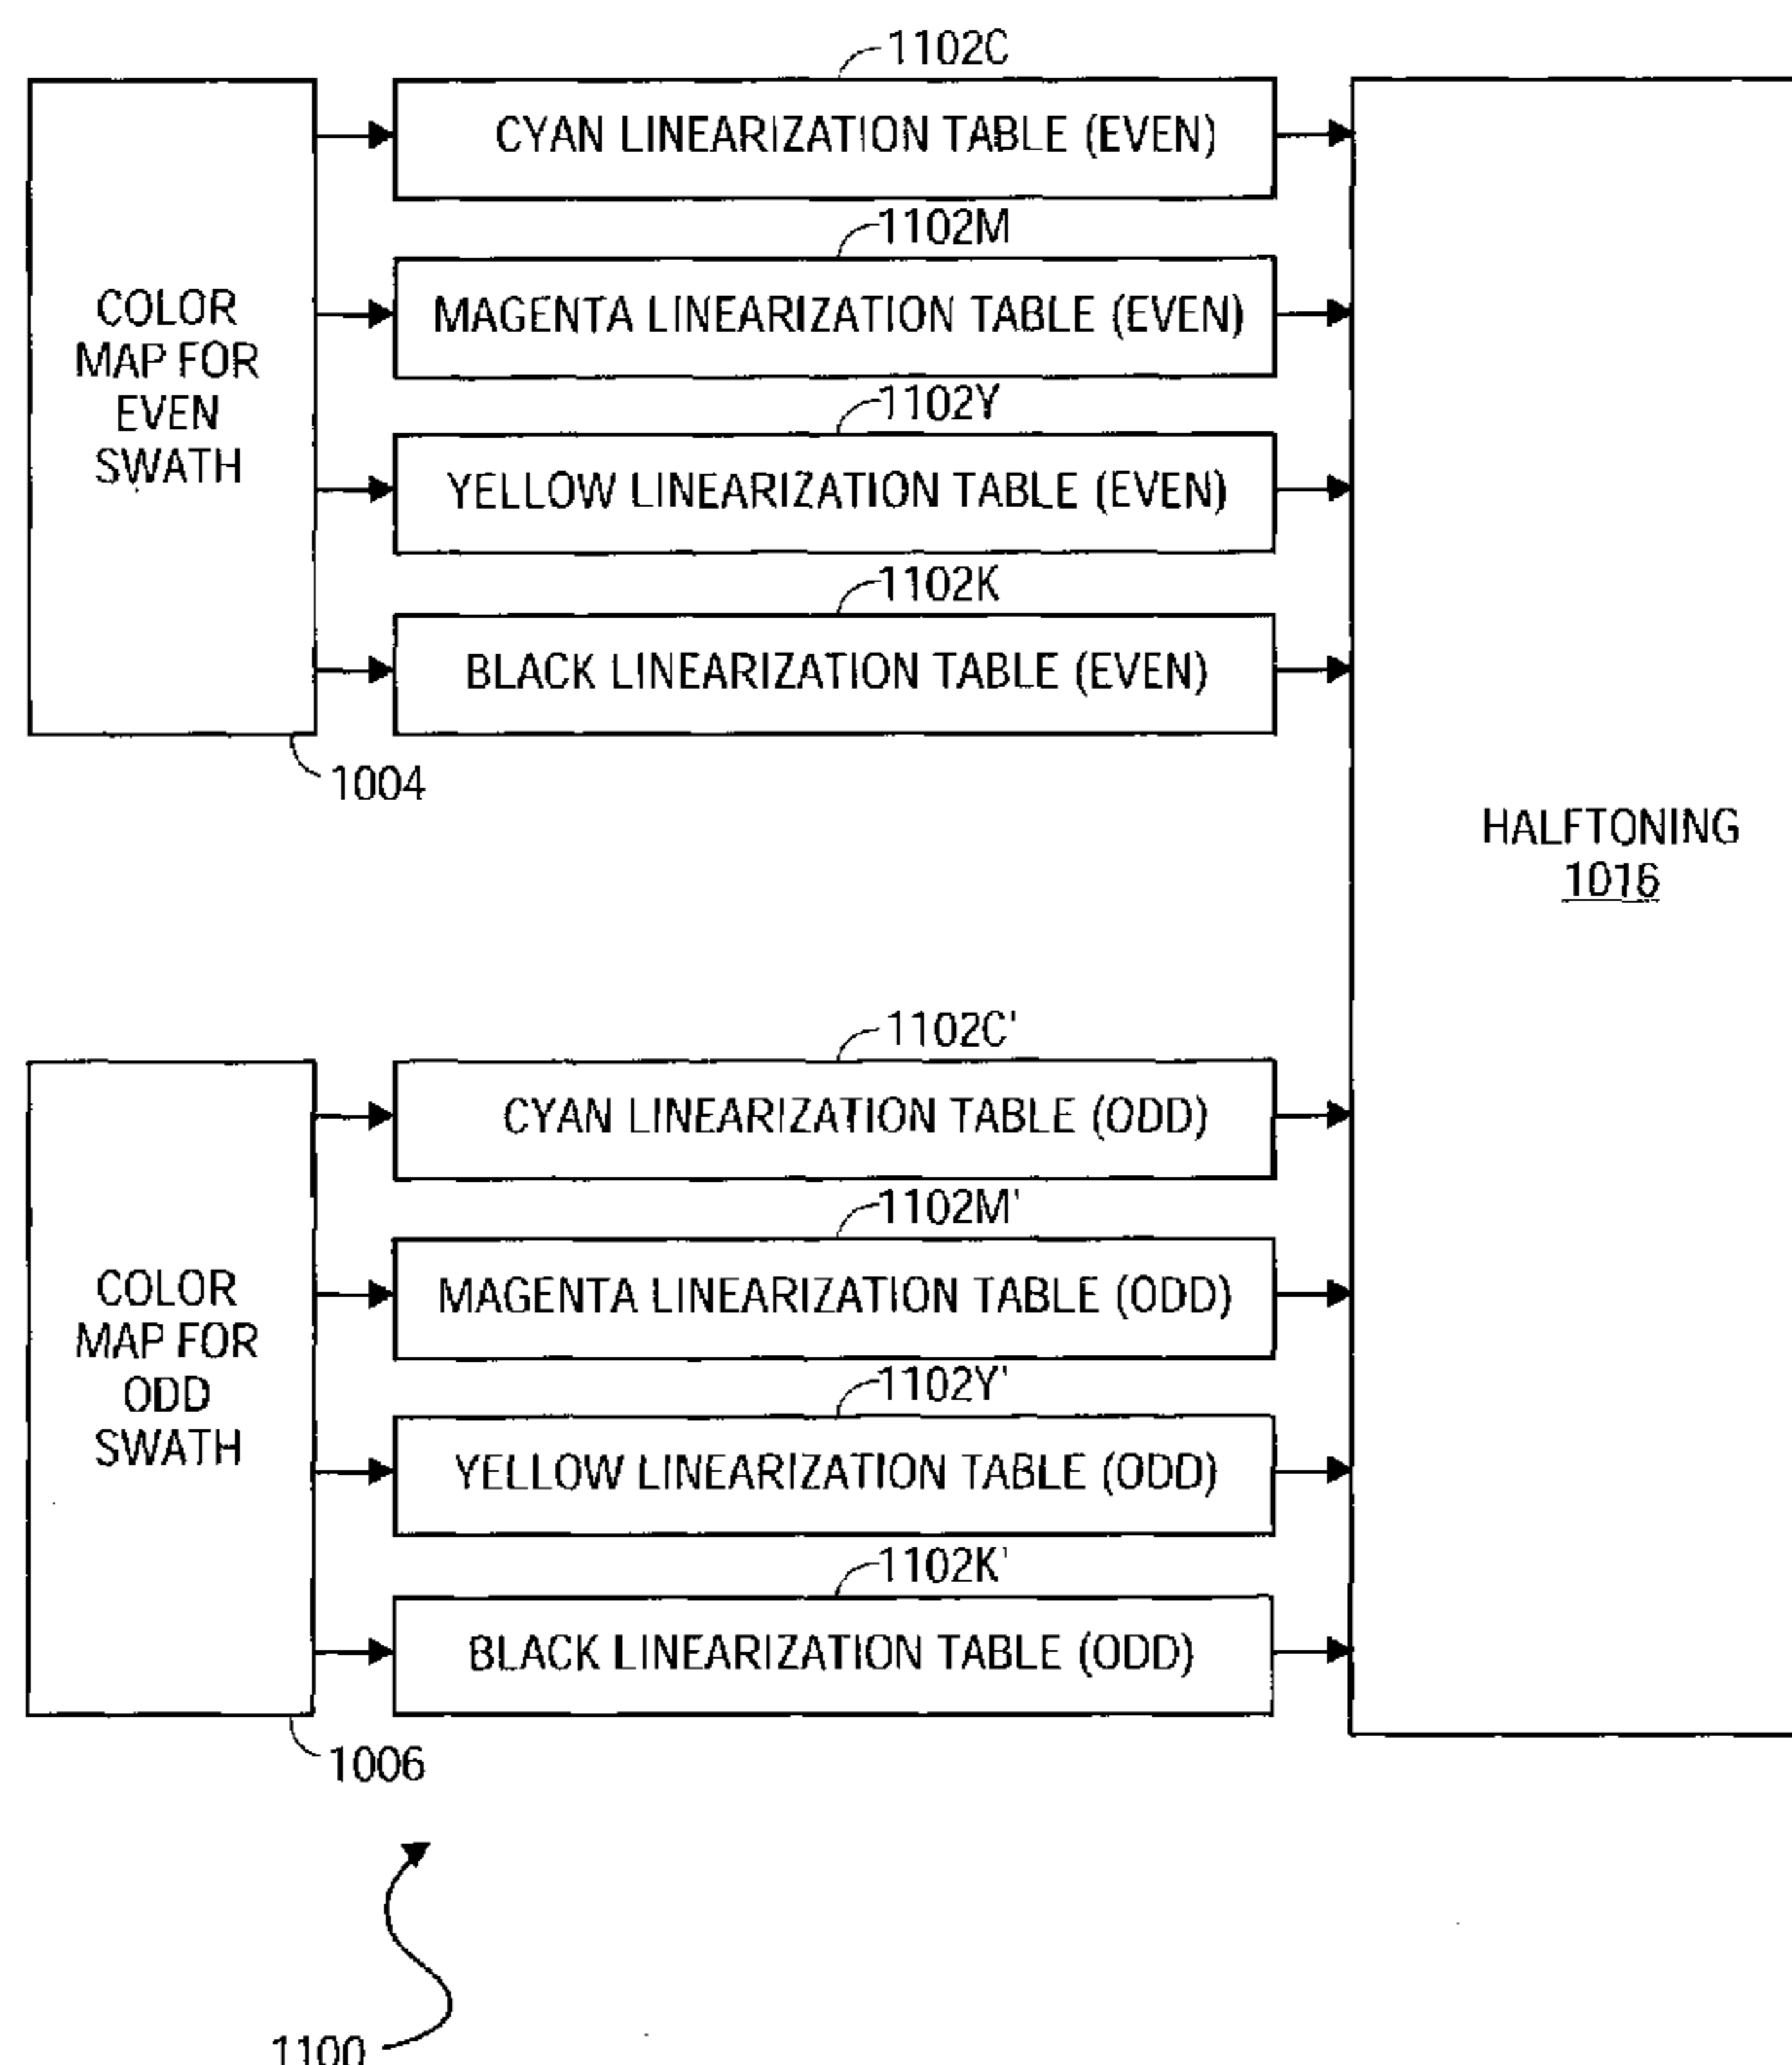 1102C
CYAN LINEARIZATION TABLE (EVEN)
1102M
MAGENTA LINEARIZATION TABLE (EVEN)
1102Y
YELLOW LINEARIZATION TABLE (EVEN)
1102K
BLACK LINEARIZATION TABLE (EVEN)
COLOR
MAP FOR
EVEN
SWATH
1004
HALFTONING
1016
1102C'
CYAN LINEARIZATION TABLE (ODD)
1102M'
MAGENTA LINEARIZATION TABLE (ODD)
1102Y'
YELLOW LINEARIZATION TABLE (ODD)
1102K'
BLACK LINEARIZATION TABLE (ODD)
COLOR
MAP FOR
ODD
SWATH
1006
1100